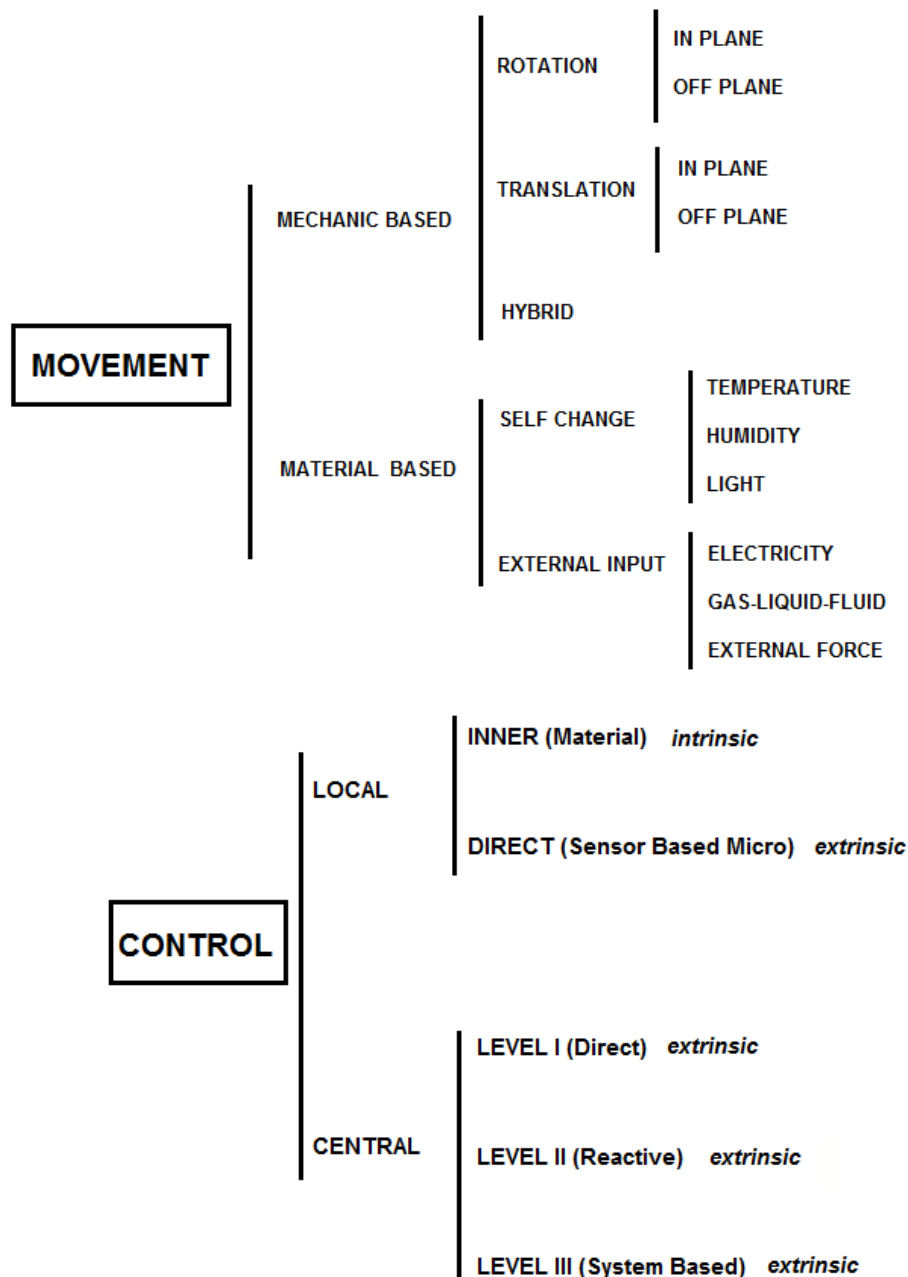 MOVEMENT
MECHANIC BASED
ROTATION
IN PLANE
OFF PLANE
TRANSLATION
IN PLANE
OFF PLANE
HYBRID
MATERIAL BASED
SELF CHANGE
TEMPERATURE
HUMIDITY
LIGHT
EXTERNAL INPUT
ELECTRICITY
GAS-LIQUID-FLUID
EXTERNAL FORCE
CONTROL
LOCAL
INNER (Material) intrinsic
DIRECT (Sensor Based Micro) extrinsic
CENTRAL
LEVEL I (Direct) extrinsic
LEVEL II (Reactive) extrinsic
LEVEL III (System Based) extrinsic